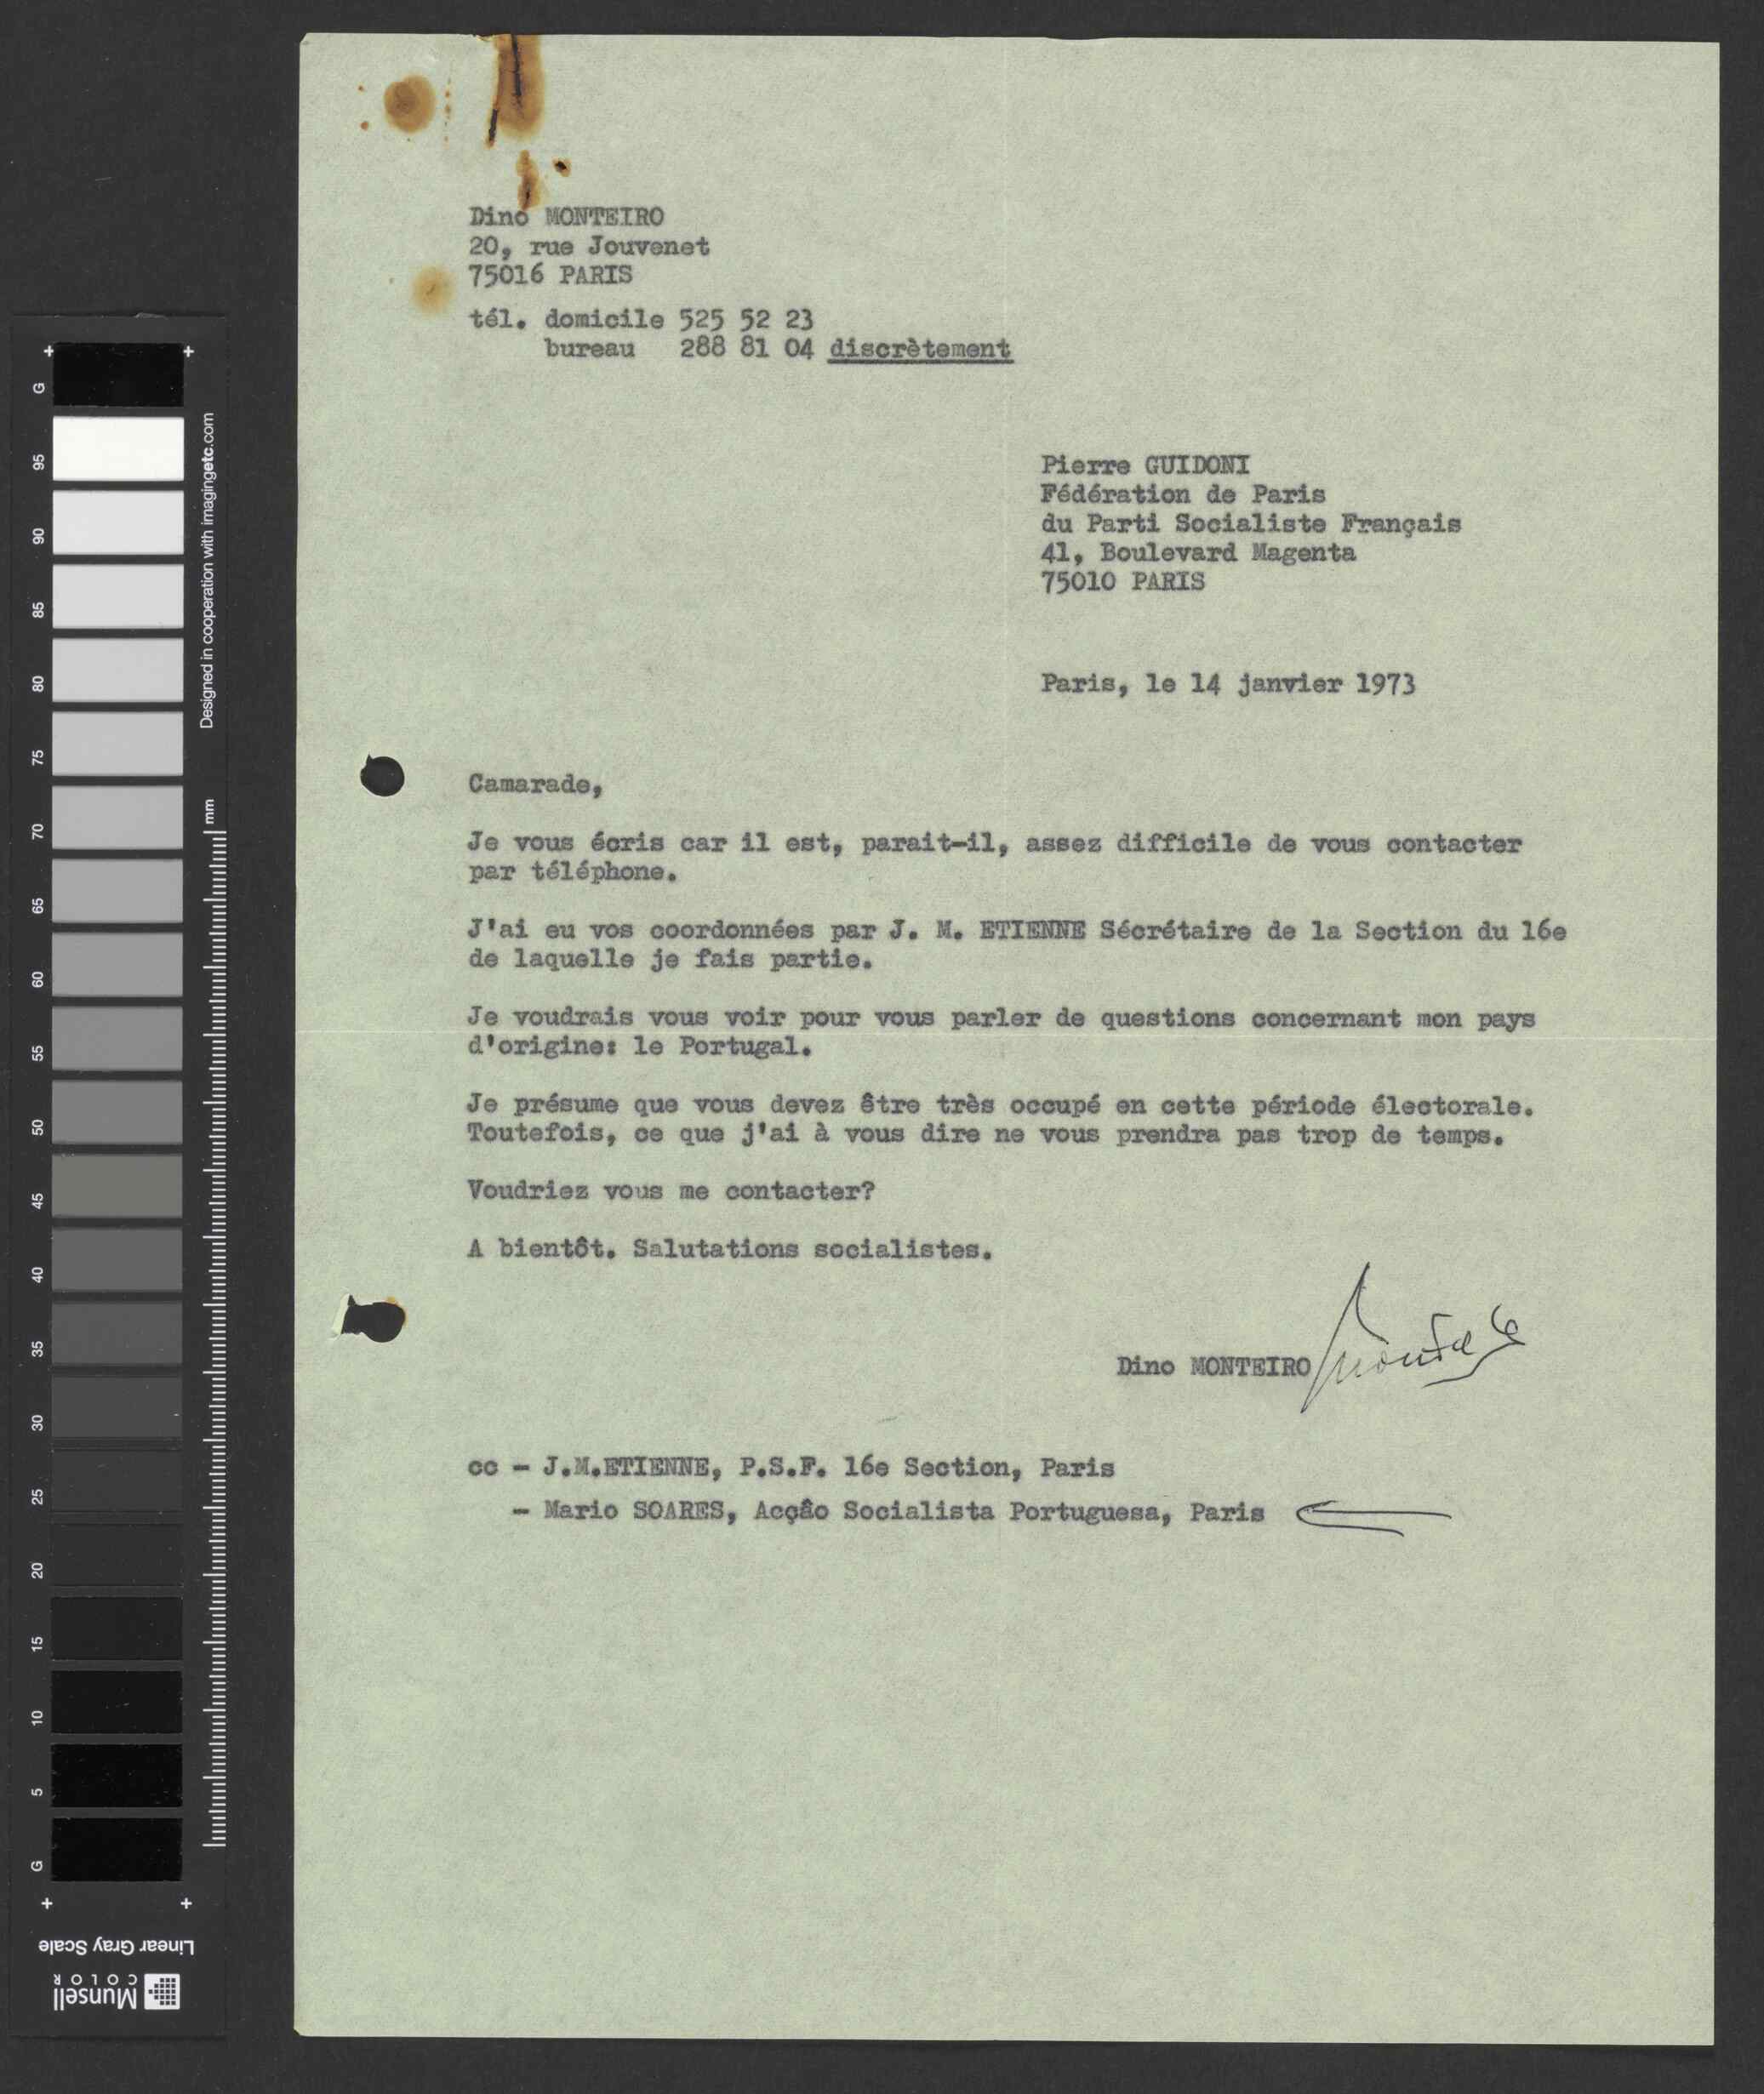 Dino MONTEIRO
20, rue Jouvenet
75016 PARIS
tél. domicile 525 52 23
bureau 288 81 04 discrètement
Pierre GUIDONI
Fédération de Paris
du Parti Socialiste Français
41, Boulevard Magenta
75010 PARIS
Paris, le 14 janvier 1973
Camarade,
Je vous écris car il est, parait-il, assez difficile de vous contacter
par téléphone.
J'ai eu vos coordonnées par J. M. ETIENNE Sécrétaire de la Section du 16e
de laquelle je fais partie.
Je voudrais vous voir pour vous parler de questions concernant mon pays
d'origine: le Portugal.
Je présume que vous devez être très occupé en cette période électorale.
Toutefois, ce que j'ai à vous dire ne vous prendra pas trop de temps.
Voudriez vous me contacter?
A bientôt. Salutations socialistes.
Dino MONTEIRO
cc - J.M.ETIENNE, P.S.F. 16e Section, Paris
- Mario SOARES, Acçâo Socialista Portuguesa, Paris
G
95
90
85
80
75
70
65
60
55
50
45
40
35
30
25
20
15
10
5
G
Designed in cooperation with imagingetc.com
mm
Linear Gray Scale
Munsell
COLOR